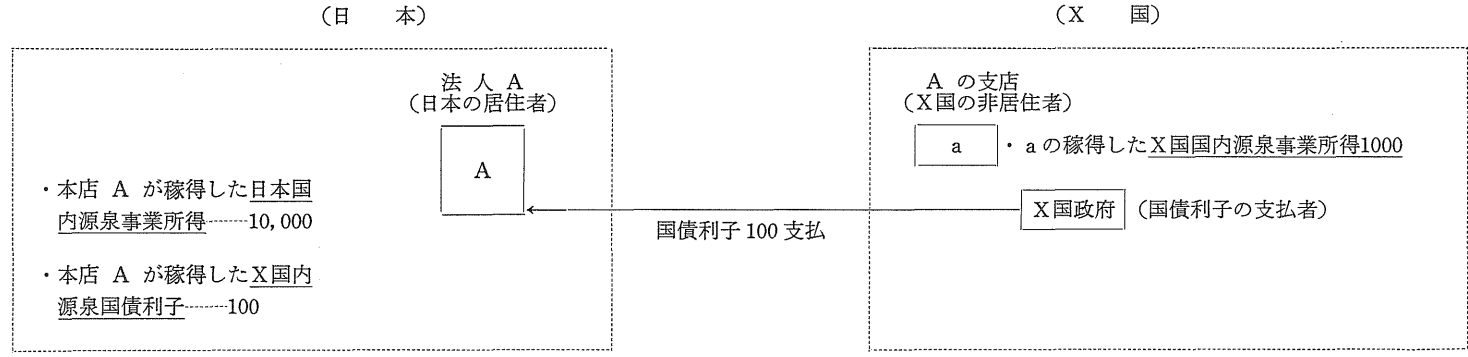 （日　　本）
（Ｘ　　国）
法 人 Ａ
（日本の居住者）
Ａ
・本店 Ａ が稼得した日本国
内源泉事業所得‥‥‥10,000
・本店 Ａ が稼得したＸ国内
源泉国債利子‥‥‥100
国債利子 100 支払
Ａ の支店
（Ｘ国の非居住者）
ａ ・ａの稼得したＸ国国内源泉事業所得1000
Ｘ国政府 （国債利子の支払者）